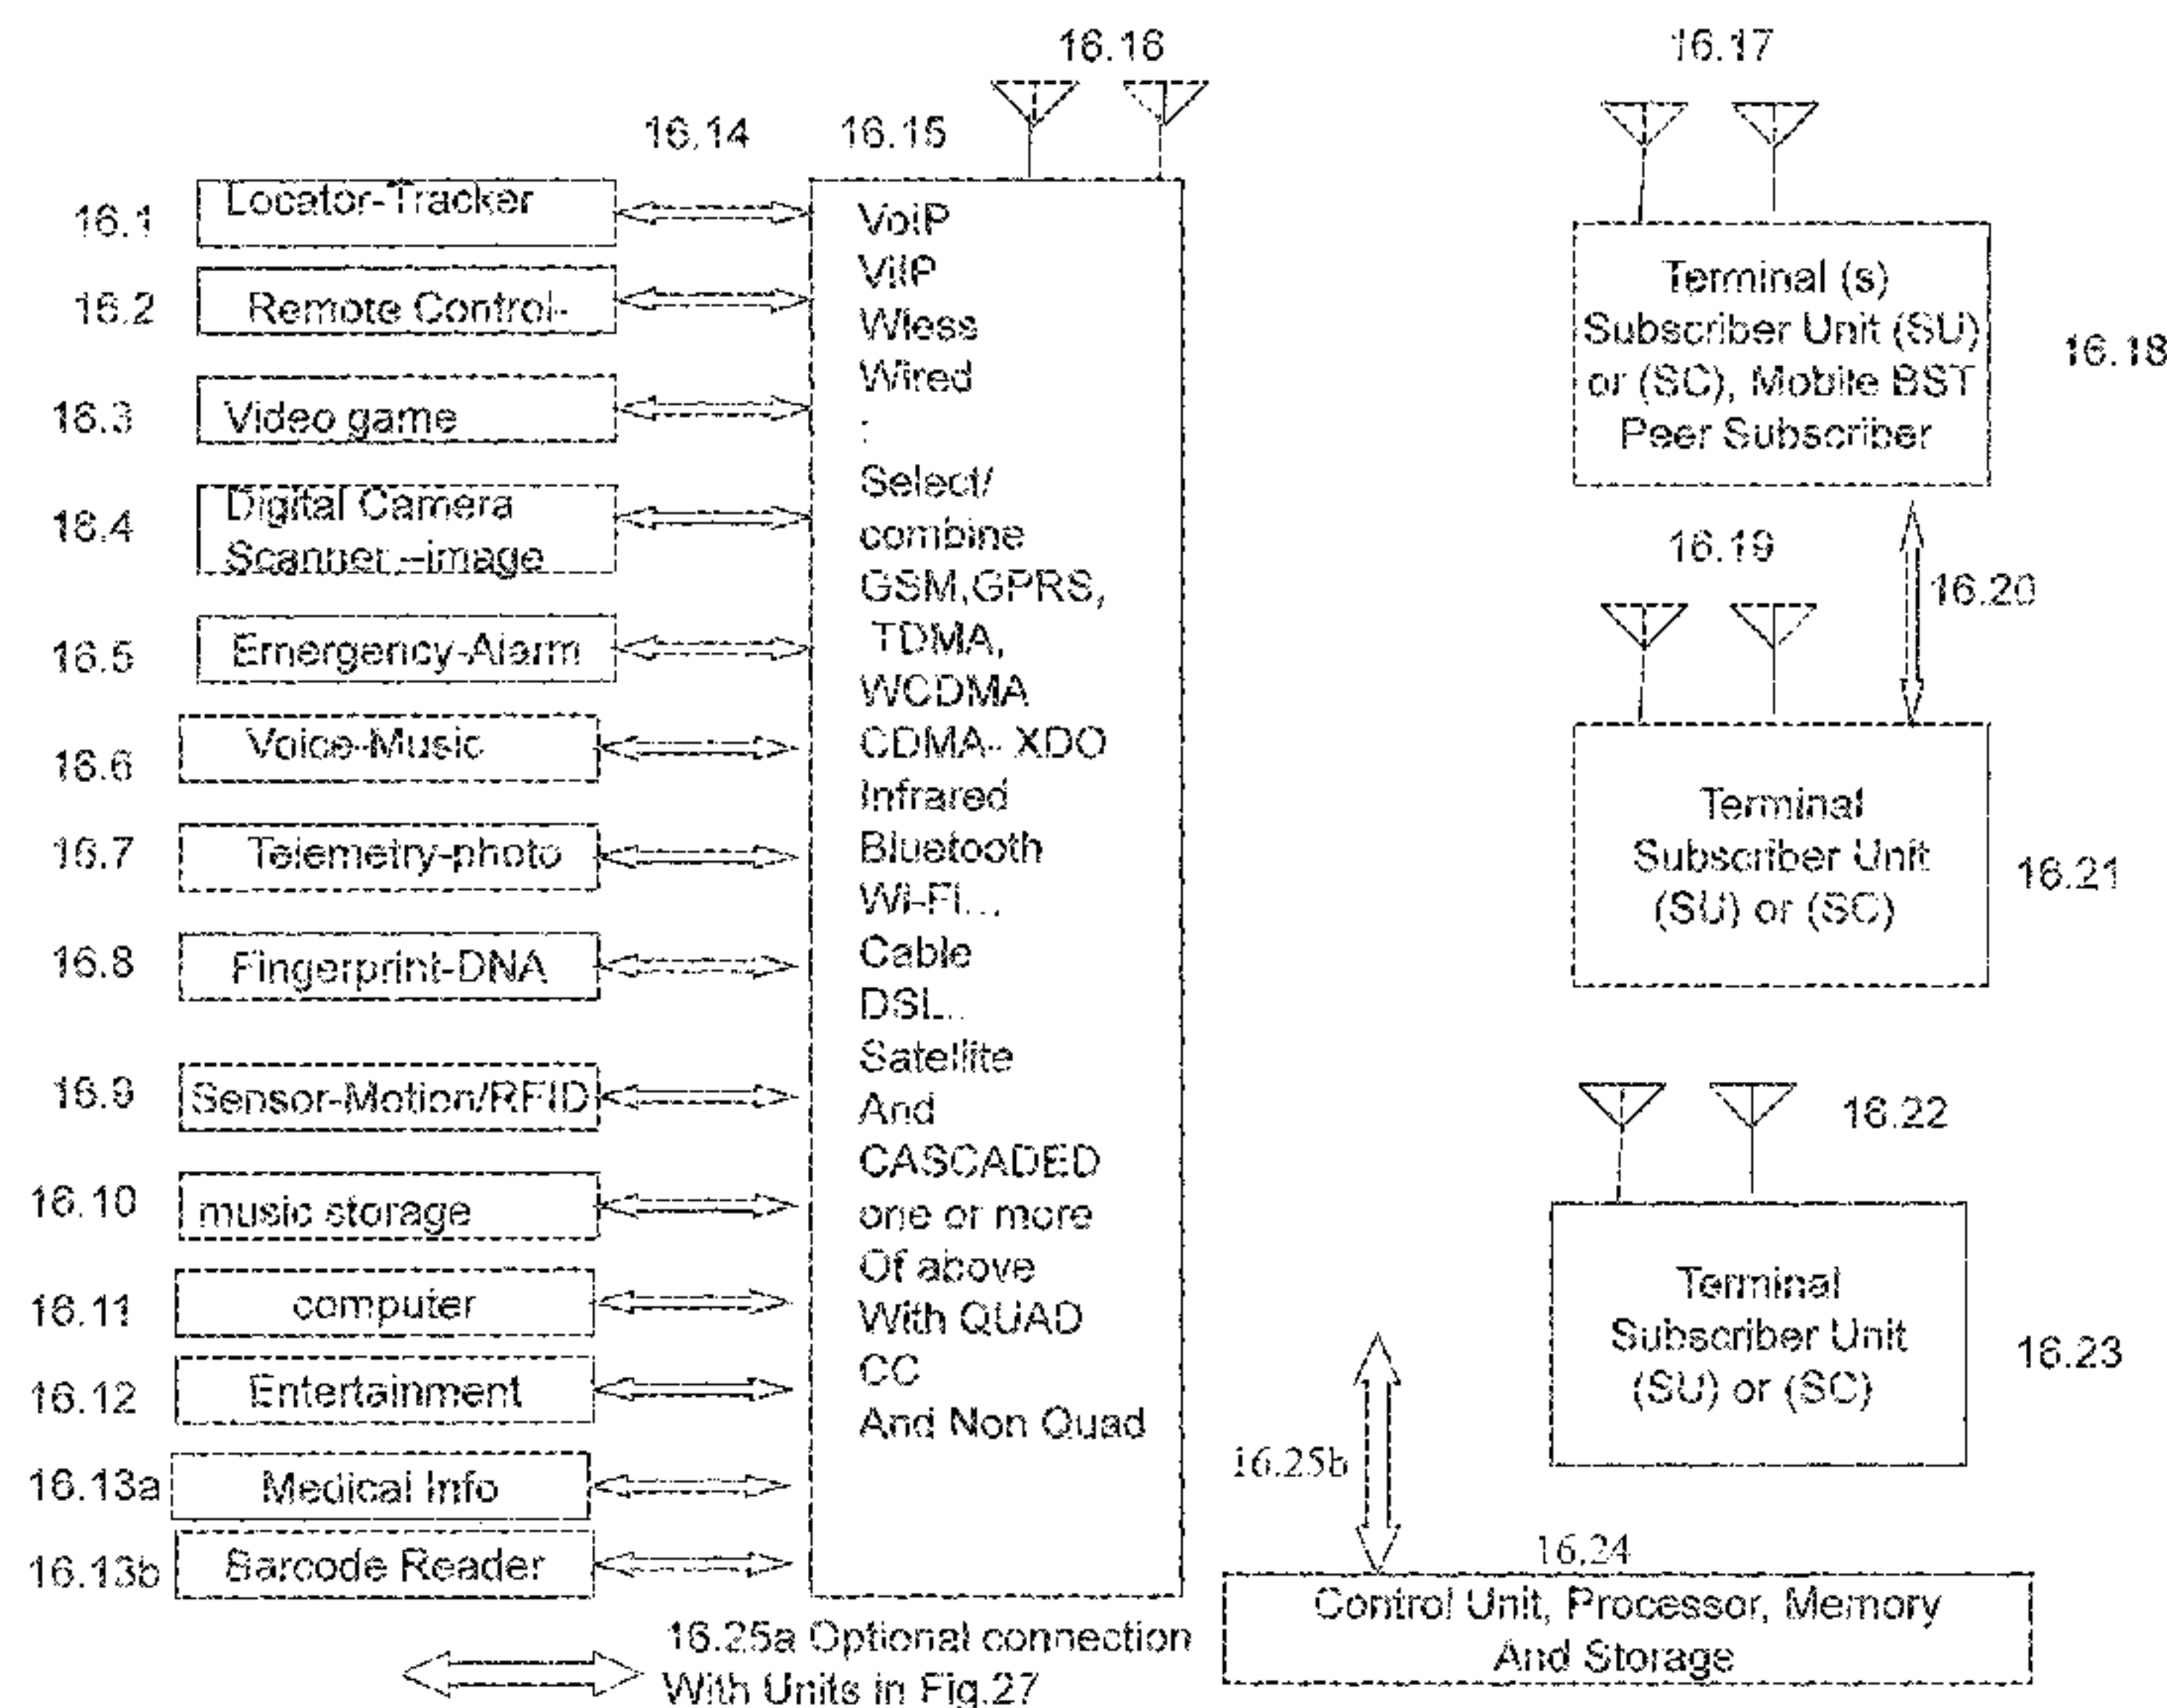 16.16
16.17
16.14
16.15
16.1
Locator-Tracker
16.2
Remote Control-
16.3
Video game
16.4
Digital Camera
Scanner--image
16.5
Emergency-Alarm
16.6
Voice-Music
16.7
Telemetry-photo
16.8
Fingerprint-DNA
16.9
Sensor-Motion/RFID
16.10
music storage
16.11
computer
16.12
Entertainment
16.13a
Medical Info
16.13b
Barcode Reader
VoIP
ViIP
Wless
Wired
:
Select/
combine
GSM,GPRS,
TDMA,
WCDMA
CDMA- XDO
Infrared
Bluetooth
Wi-Fi...
Cable
DSL..
Satellite
And
CASCADED
one or more
Of above
With QUAD
CC
And Non Quad
Terminal (s)
Subscriber Unit (SU)
or (SC), Mobile BST
Peer Subscriber
16.18
16.19
16.20
Terminal
Subscriber Unit
(SU) or (SC)
16.21
16.22
Terminal
Subscriber Unit
(SU) or (SC)
16.23
16.25b
16.24
Control Unit, Processor, Memory
And Storage
16.25a Optional connection
With Units in Fig.27